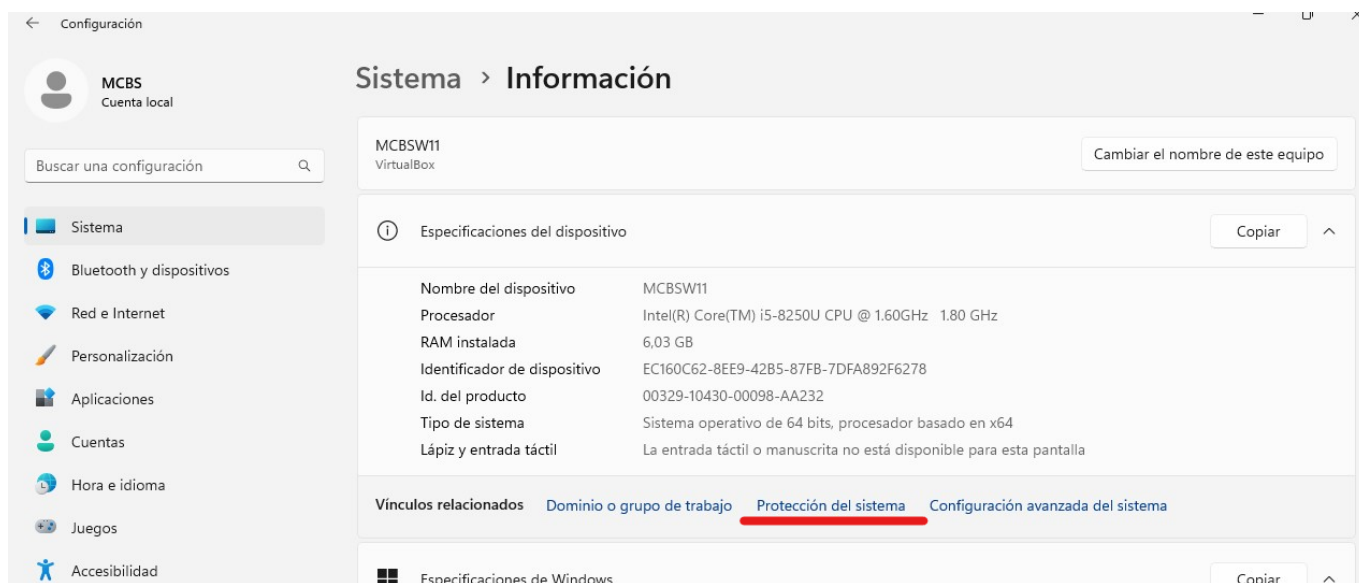 Configuración
MCBS
Cuenta local
Buscar una configuración
Sistema
Bluetooth y dispositivos
Red e Internet
Personalización
Aplicaciones
Cuentas
Hora e idioma
Juegos
Accesibilidad
Sistema > Información
MCBSW11
VirtualBox
Cambiar el nombre de este equipo
Especificaciones del dispositivo Copiar
Nombre del dispositivo MCBSW11
Procesador Intel(R) Core(TM) i5-8250U CPU @ 1.60GHz 1.80 GHz
RAM instalada 6,03 GB
Identificador de dispositivo EC160C62-8EE9-42B5-87FB-7DFA892F6278
Id. del producto 00329-10430-00098-AA232
Tipo de sistema Sistema operativo de 64 bits, procesador basado en x64
Lápiz y entrada táctil La entrada táctil o manuscrita no está disponible para esta pantalla
Vínculos relacionados Dominio o grupo de trabajo Protección del sistema Configuración avanzada del sistema
Especificaciones de Windows Copiar